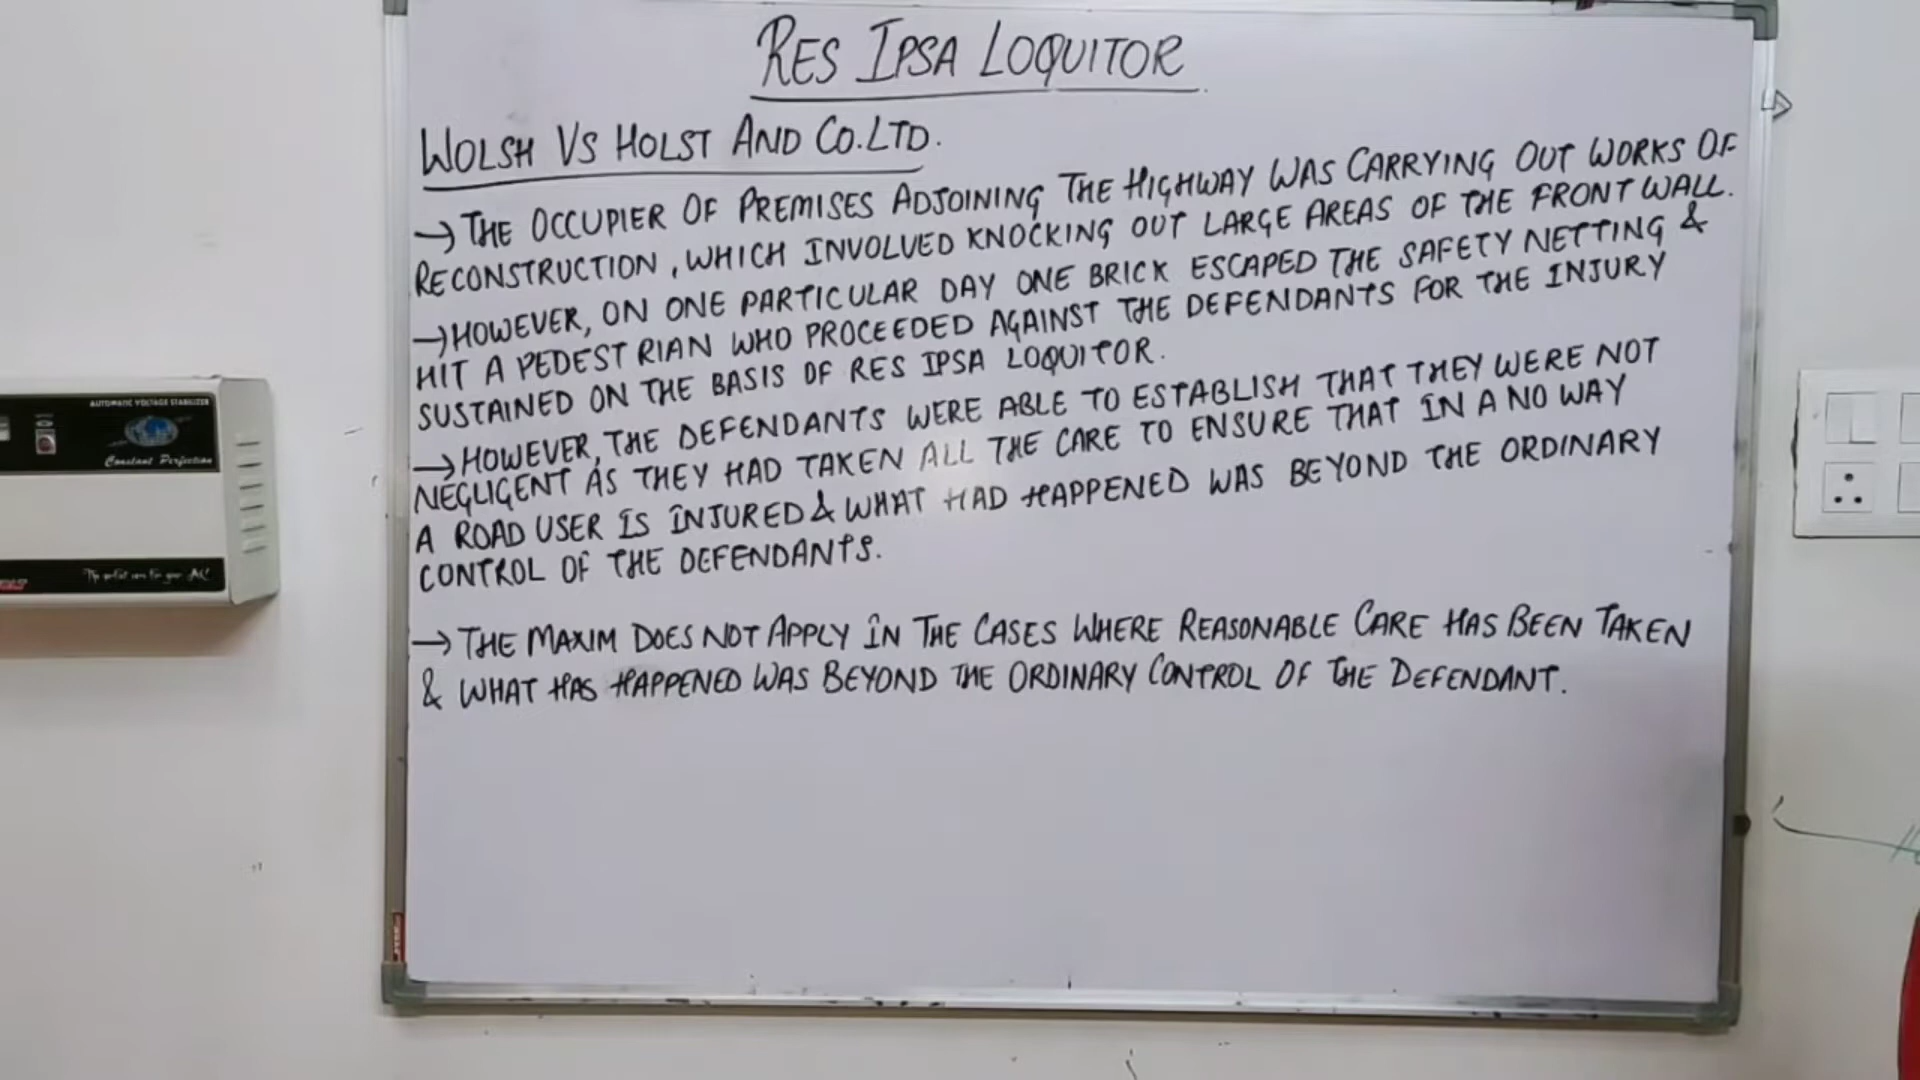 RES IPSA LOQUITOR
WOLSH VS HOLST AND CO.LTD.
→ THE OCCUPIER OF PREMISES ADJOINING THE HIGHWAY WAS CARRYING OUT WORKS OF
RECONSTRUCTION, WHICH INVOLVED KNOCKING OUT LARGE AREAS OF THE FRONT WALL.
→ HOWEVER, ON ONE PARTICULAR DAY ONE BRICK ESCAPED THE SAFETY NETTING &
HIT A PEDESTRIAN WHO PROCEEDED AGAINST THE DEFENDANTS FOR THE INJURY
SUSTAINED ON THE BASIS OF RES IPSA LOQUITOR.
→ HOWEVER, THE DEFENDANTS WERE ABLE TO ESTABLISH THAT THEY WERE NOT
NEGLIGENT AS THEY HAD TAKEN ALL THE CARE TO ENSURE THAT IN A NO WAY
A ROAD USER IS INJURED & WHAT HAD HAPPENED WAS BEYOND THE ORDINARY
CONTROL OF THE DEFENDANTS.
→ THE MAXIM DOES NOT APPLY IN THE CASES WHERE REASONABLE CARE HAS BEEN TAKEN
& WHAT HAS HAPPENED WAS BEYOND THE ORDINARY CONTROL OF THE DEFENDANT.
AUTOMATIC VOLTAGE STABILIZER
Constant Perfection